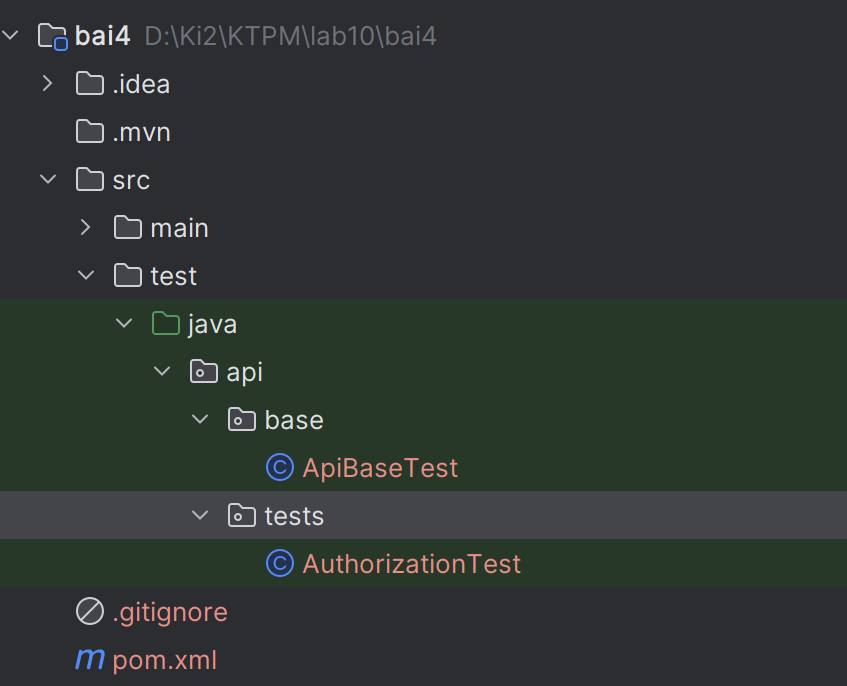 bai4 D:\Ki2\KTPM\lab10\bai4
.idea
.mvn
src
main
test
java
api
base
C ApiBaseTest
tests
C AuthorizationTest
.gitignore
m pom.xml